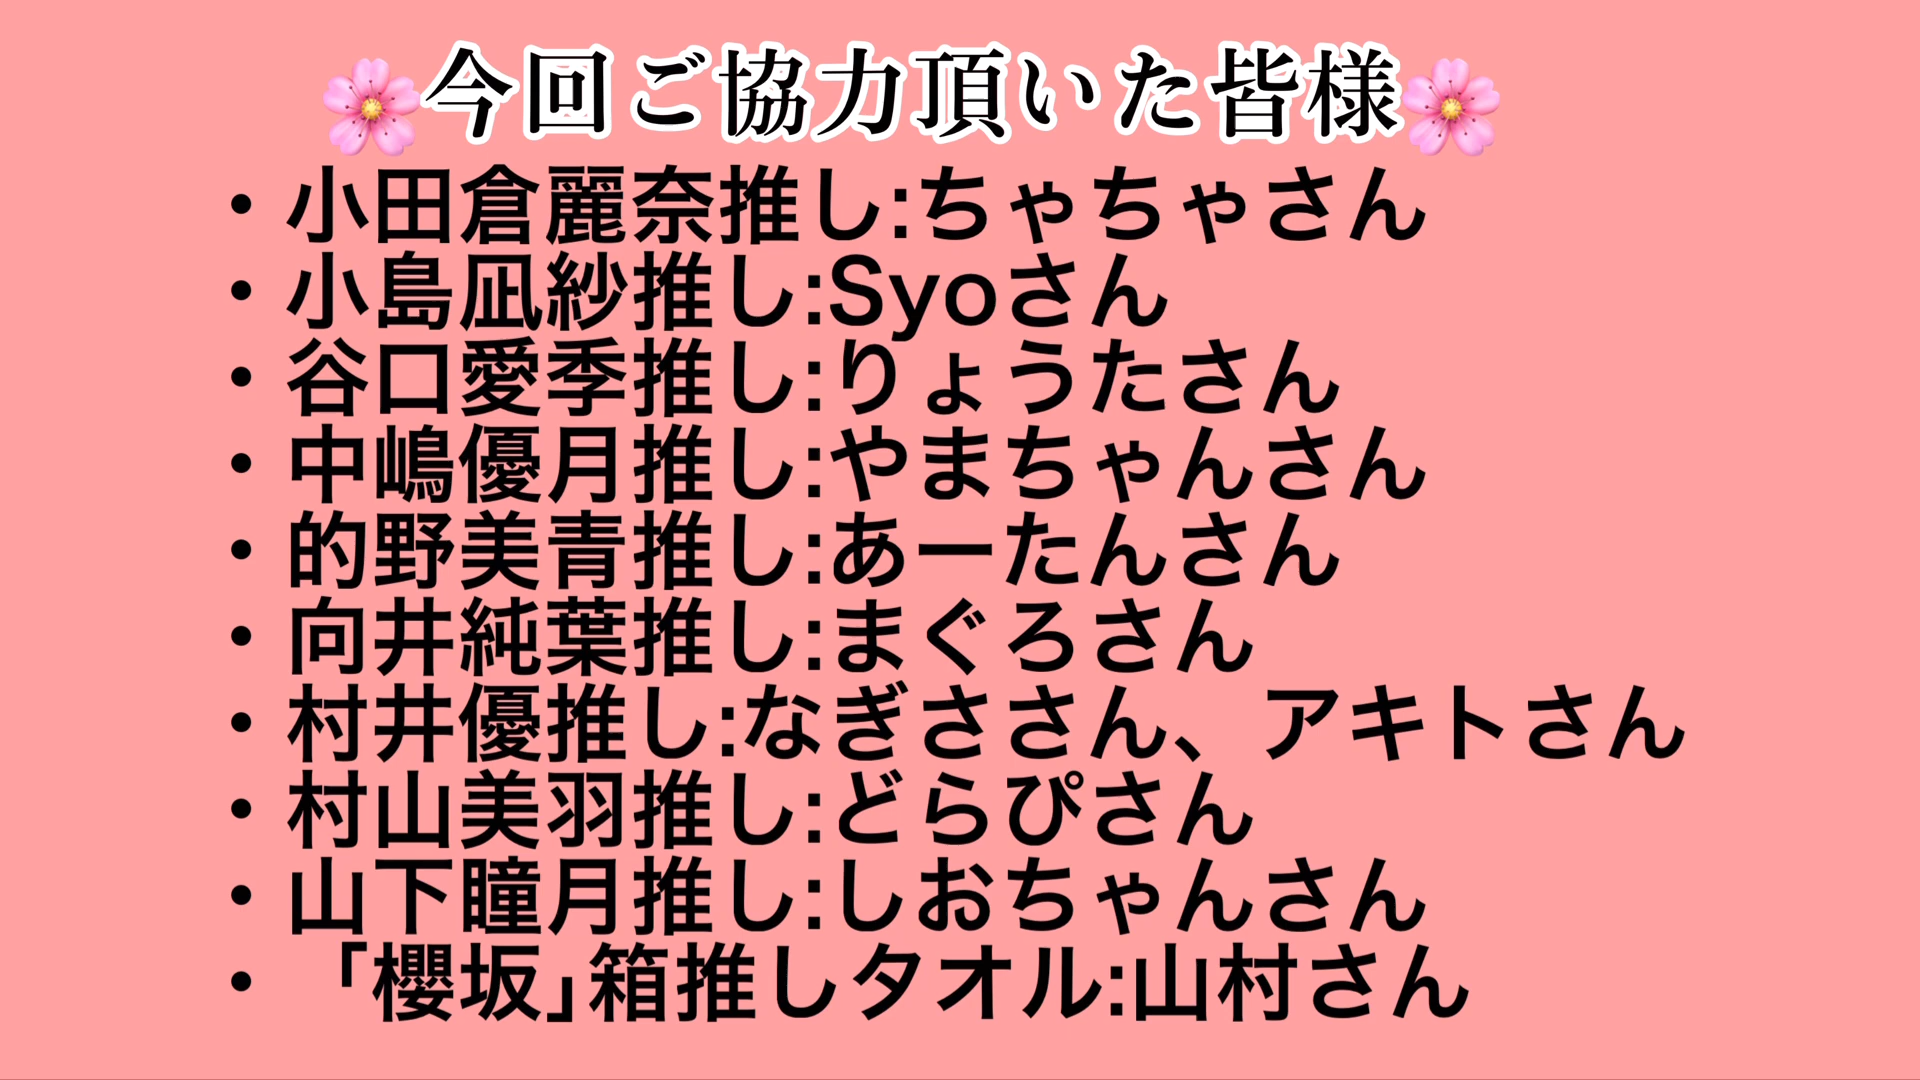 🌸今回ご協力頂いた皆様🌸
・小田倉麗奈推し:ちゃちゃさん
・小島凪紗推し:Syoさん
・谷口愛季推し:りょうたさん
・中嶋優月推し:やまちゃんさん
・的野美青推し:あーたんさん
・向井純葉推し:まぐろさん
・村井優推し:なぎささん、アキトさん
・村山美羽推し:どらぴさん
・山下瞳月推し:しおちゃんさん
・「櫻坂」箱推しタオル:山村さん